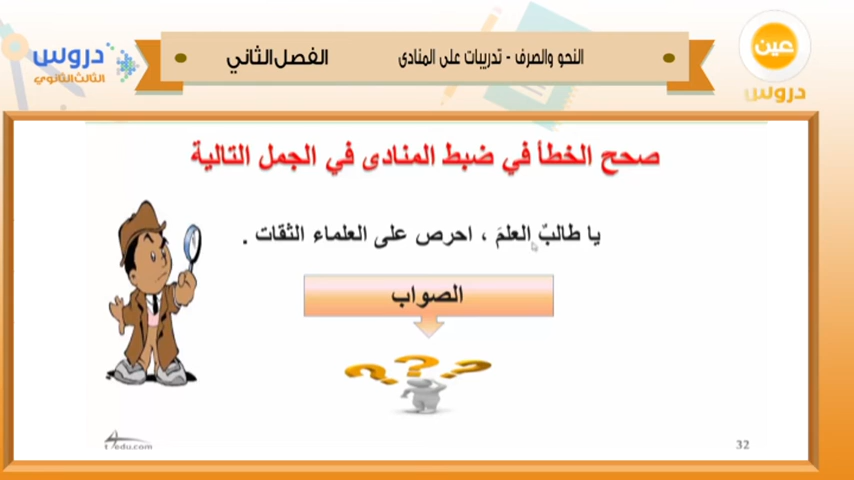 عين
دروس
النحو والصرف - تدريبات على المنادى
الفصل الثاني
دروس
الثالث الثانوي
صحح الخطأ في ضبط المنادى في الجمل التالية
يا طالبٌ العلمَ ، احرص على العلماء الثقات .
الصواب
? ? ?
32